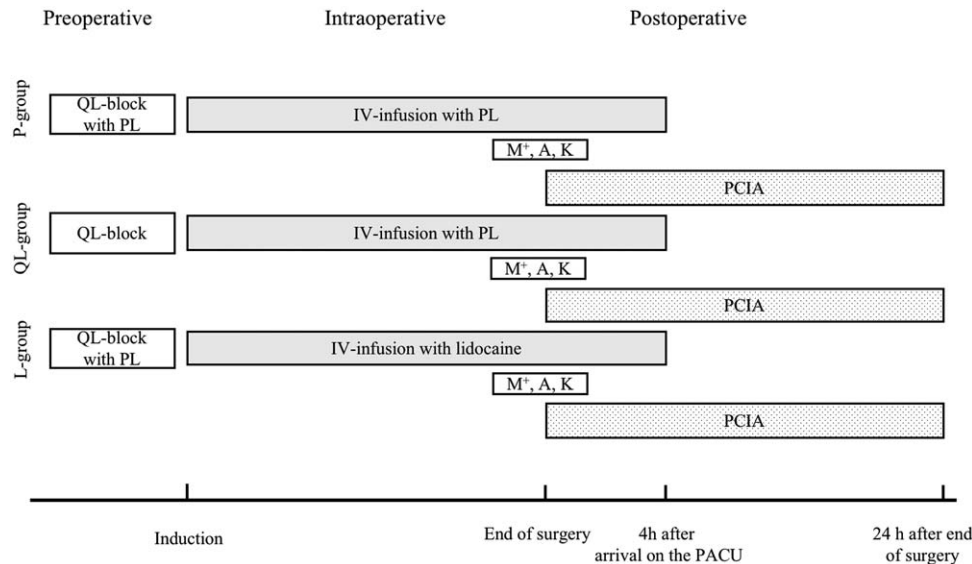 Preoperative
Intraoperative
Postoperative
P-group
QL-block
with PL
IV-infusion with PL
M⁺, A, K
PCIA
QL-group
QL-block
IV-infusion with PL
M⁺, A, K
PCIA
L-group
QL-block
with PL
IV-infusion with lidocaine
M⁺, A, K
PCIA
Induction
End of surgery
4h after
arrival on the PACU
24 h after end
of surgery